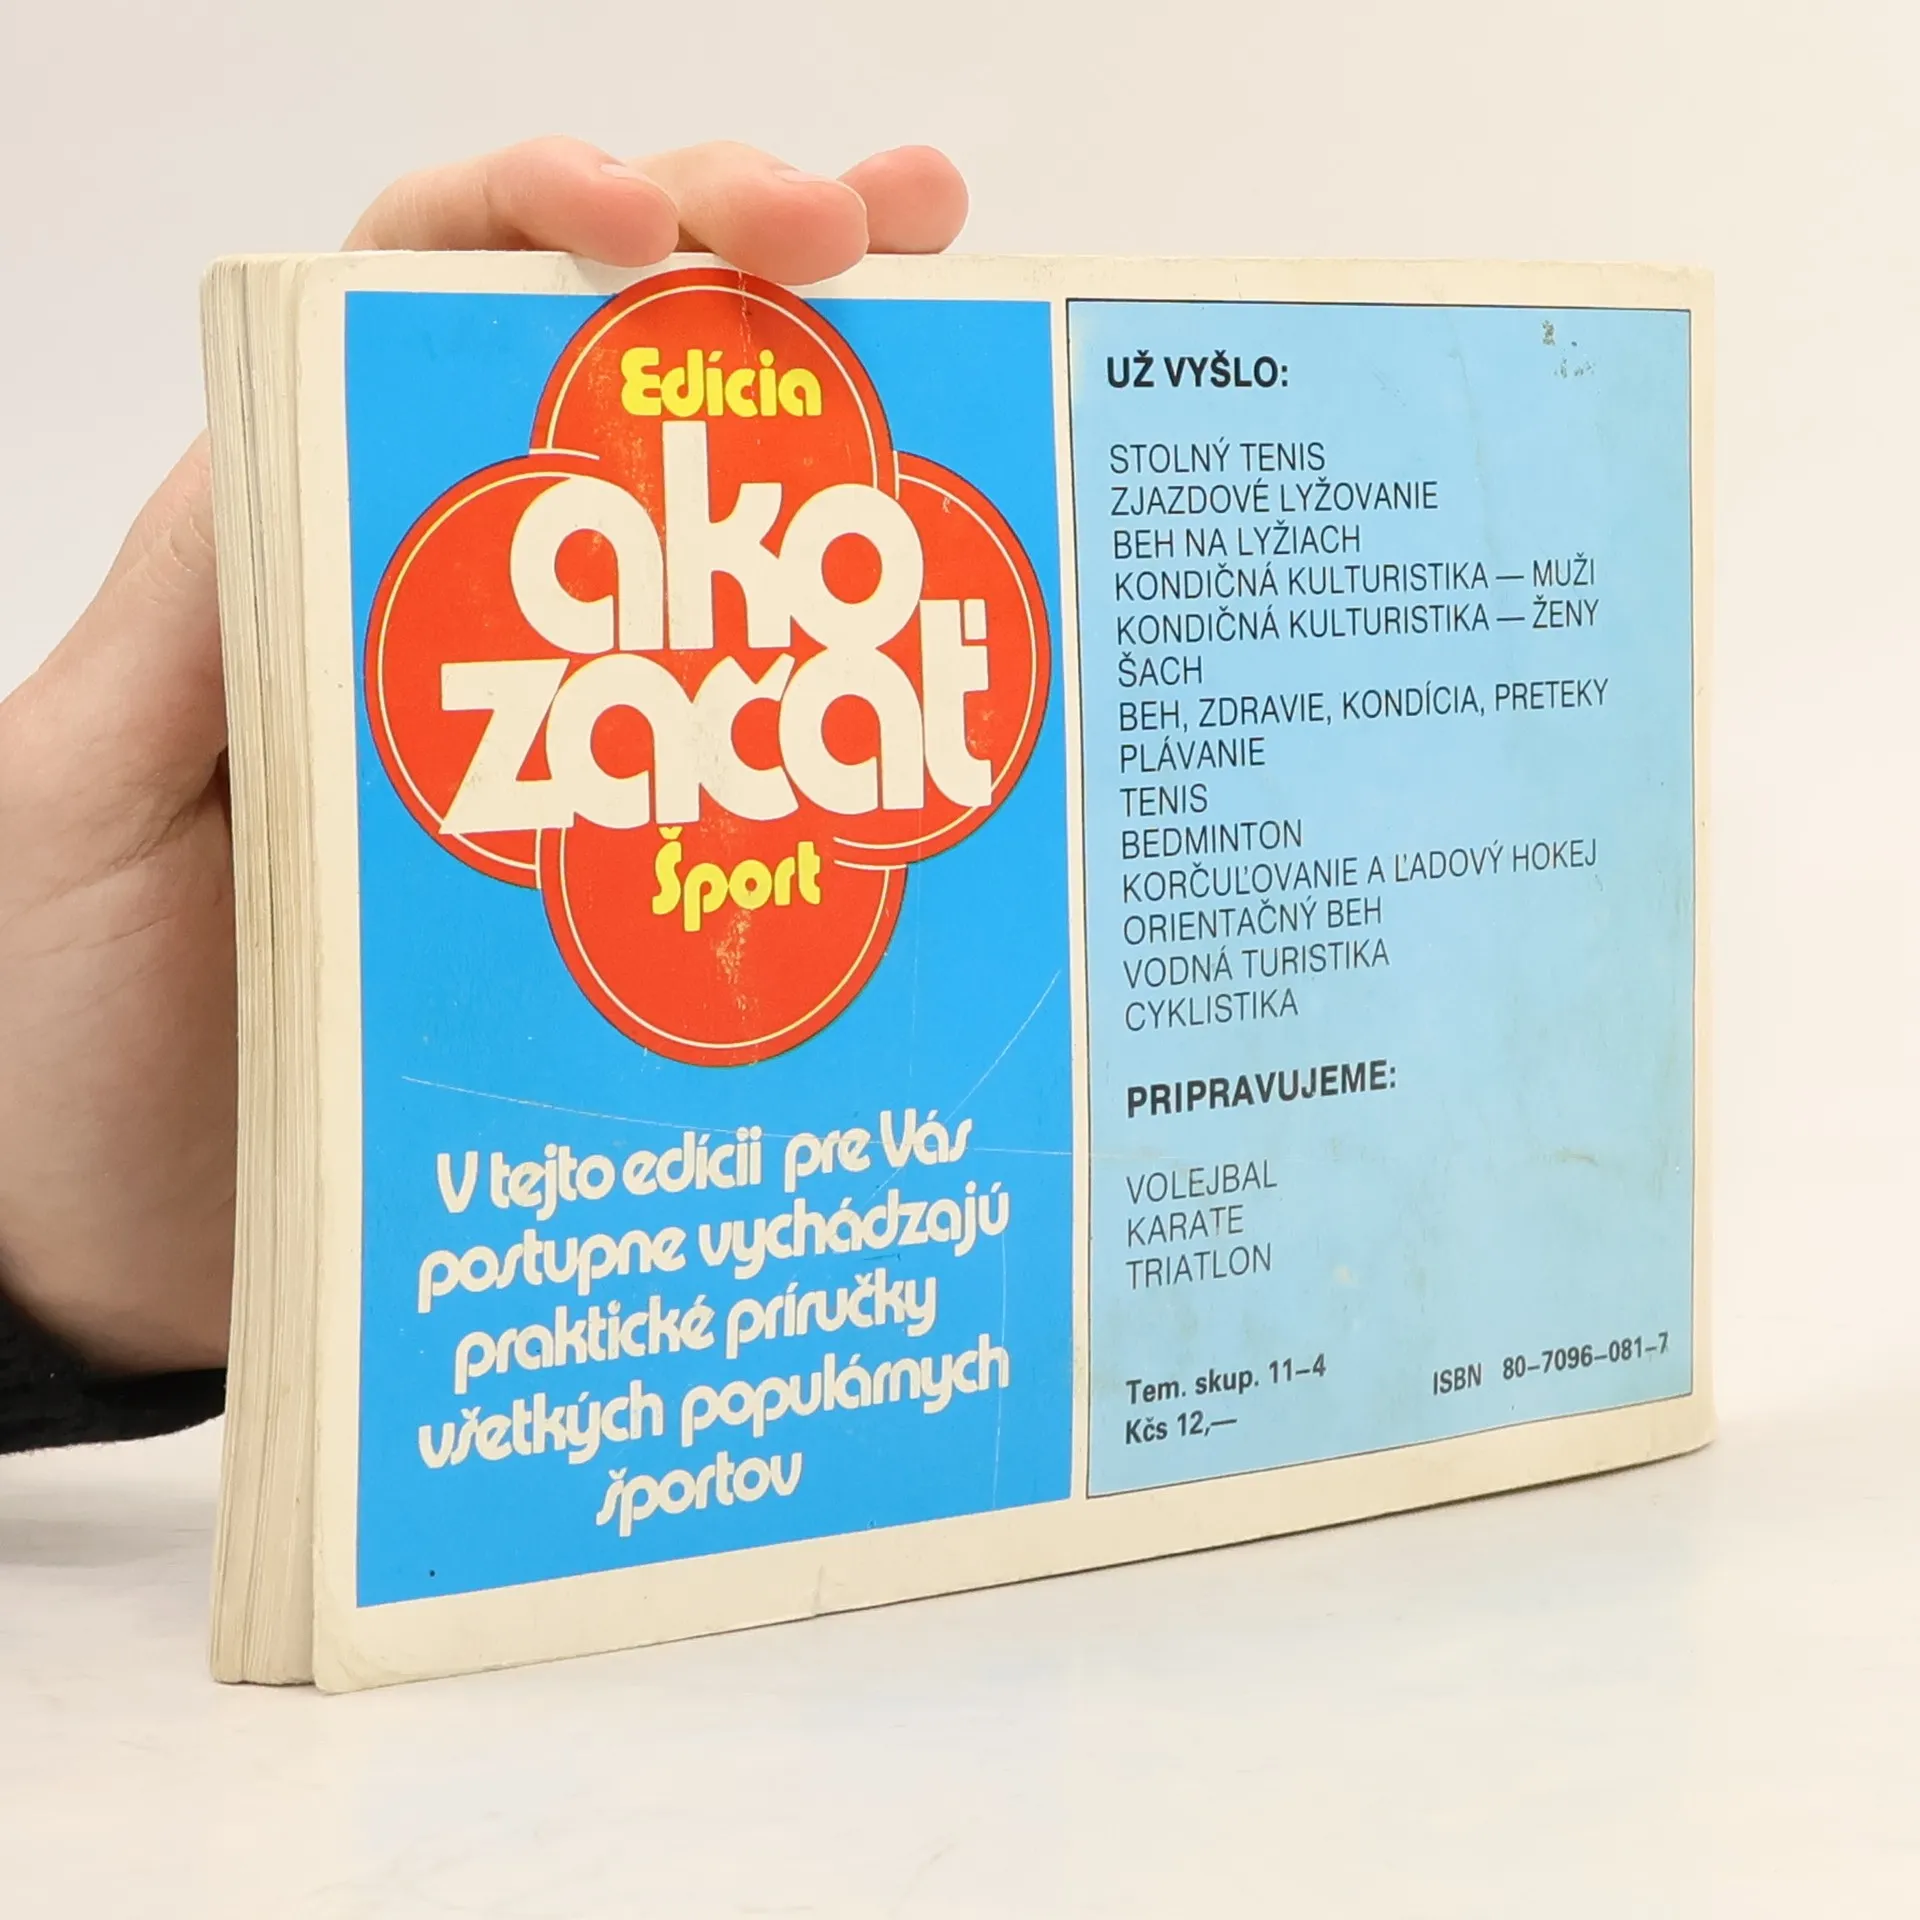 Edícia
ako
začať
Šport
V tejto edícii pre Vás
postupne vychádzajú
praktické príručky
všetkých populárnych
športov
UŽ VYŠLO:
STOLNÝ TENIS
ZJAZDOVÉ LYŽOVANIE
BEH NA LYŽIACH
KONDIČNÁ KULTURISTIKA — MUŽI
KONDIČNÁ KULTURISTIKA — ŽENY
ŠACH
BEH, ZDRAVIE, KONDÍCIA, PRETEKY
PLÁVANIE
TENIS
BEDMINTON
KORČUĽOVANIE A ĽADOVÝ HOKEJ
ORIENTAČNÝ BEH
VODNÁ TURISTIKA
CYKLISTIKA
PRIPRAVUJEME:
VOLEJBAL
KARATE
TRIATLON
Tem. skup. 11–4
Kčs 12,—
ISBN 80–7096–081–7